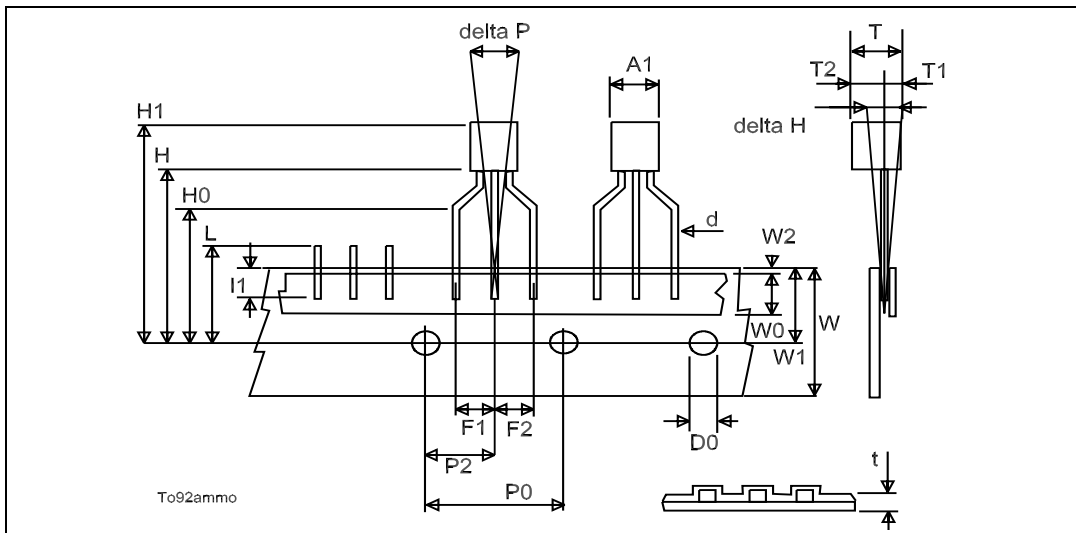 delta P
A1
T
T2
T1
H1
delta H
H
H0
d
L
W2
I1
W0
W
W1
F1
F2
D0
P2
t
P0
To92ammo